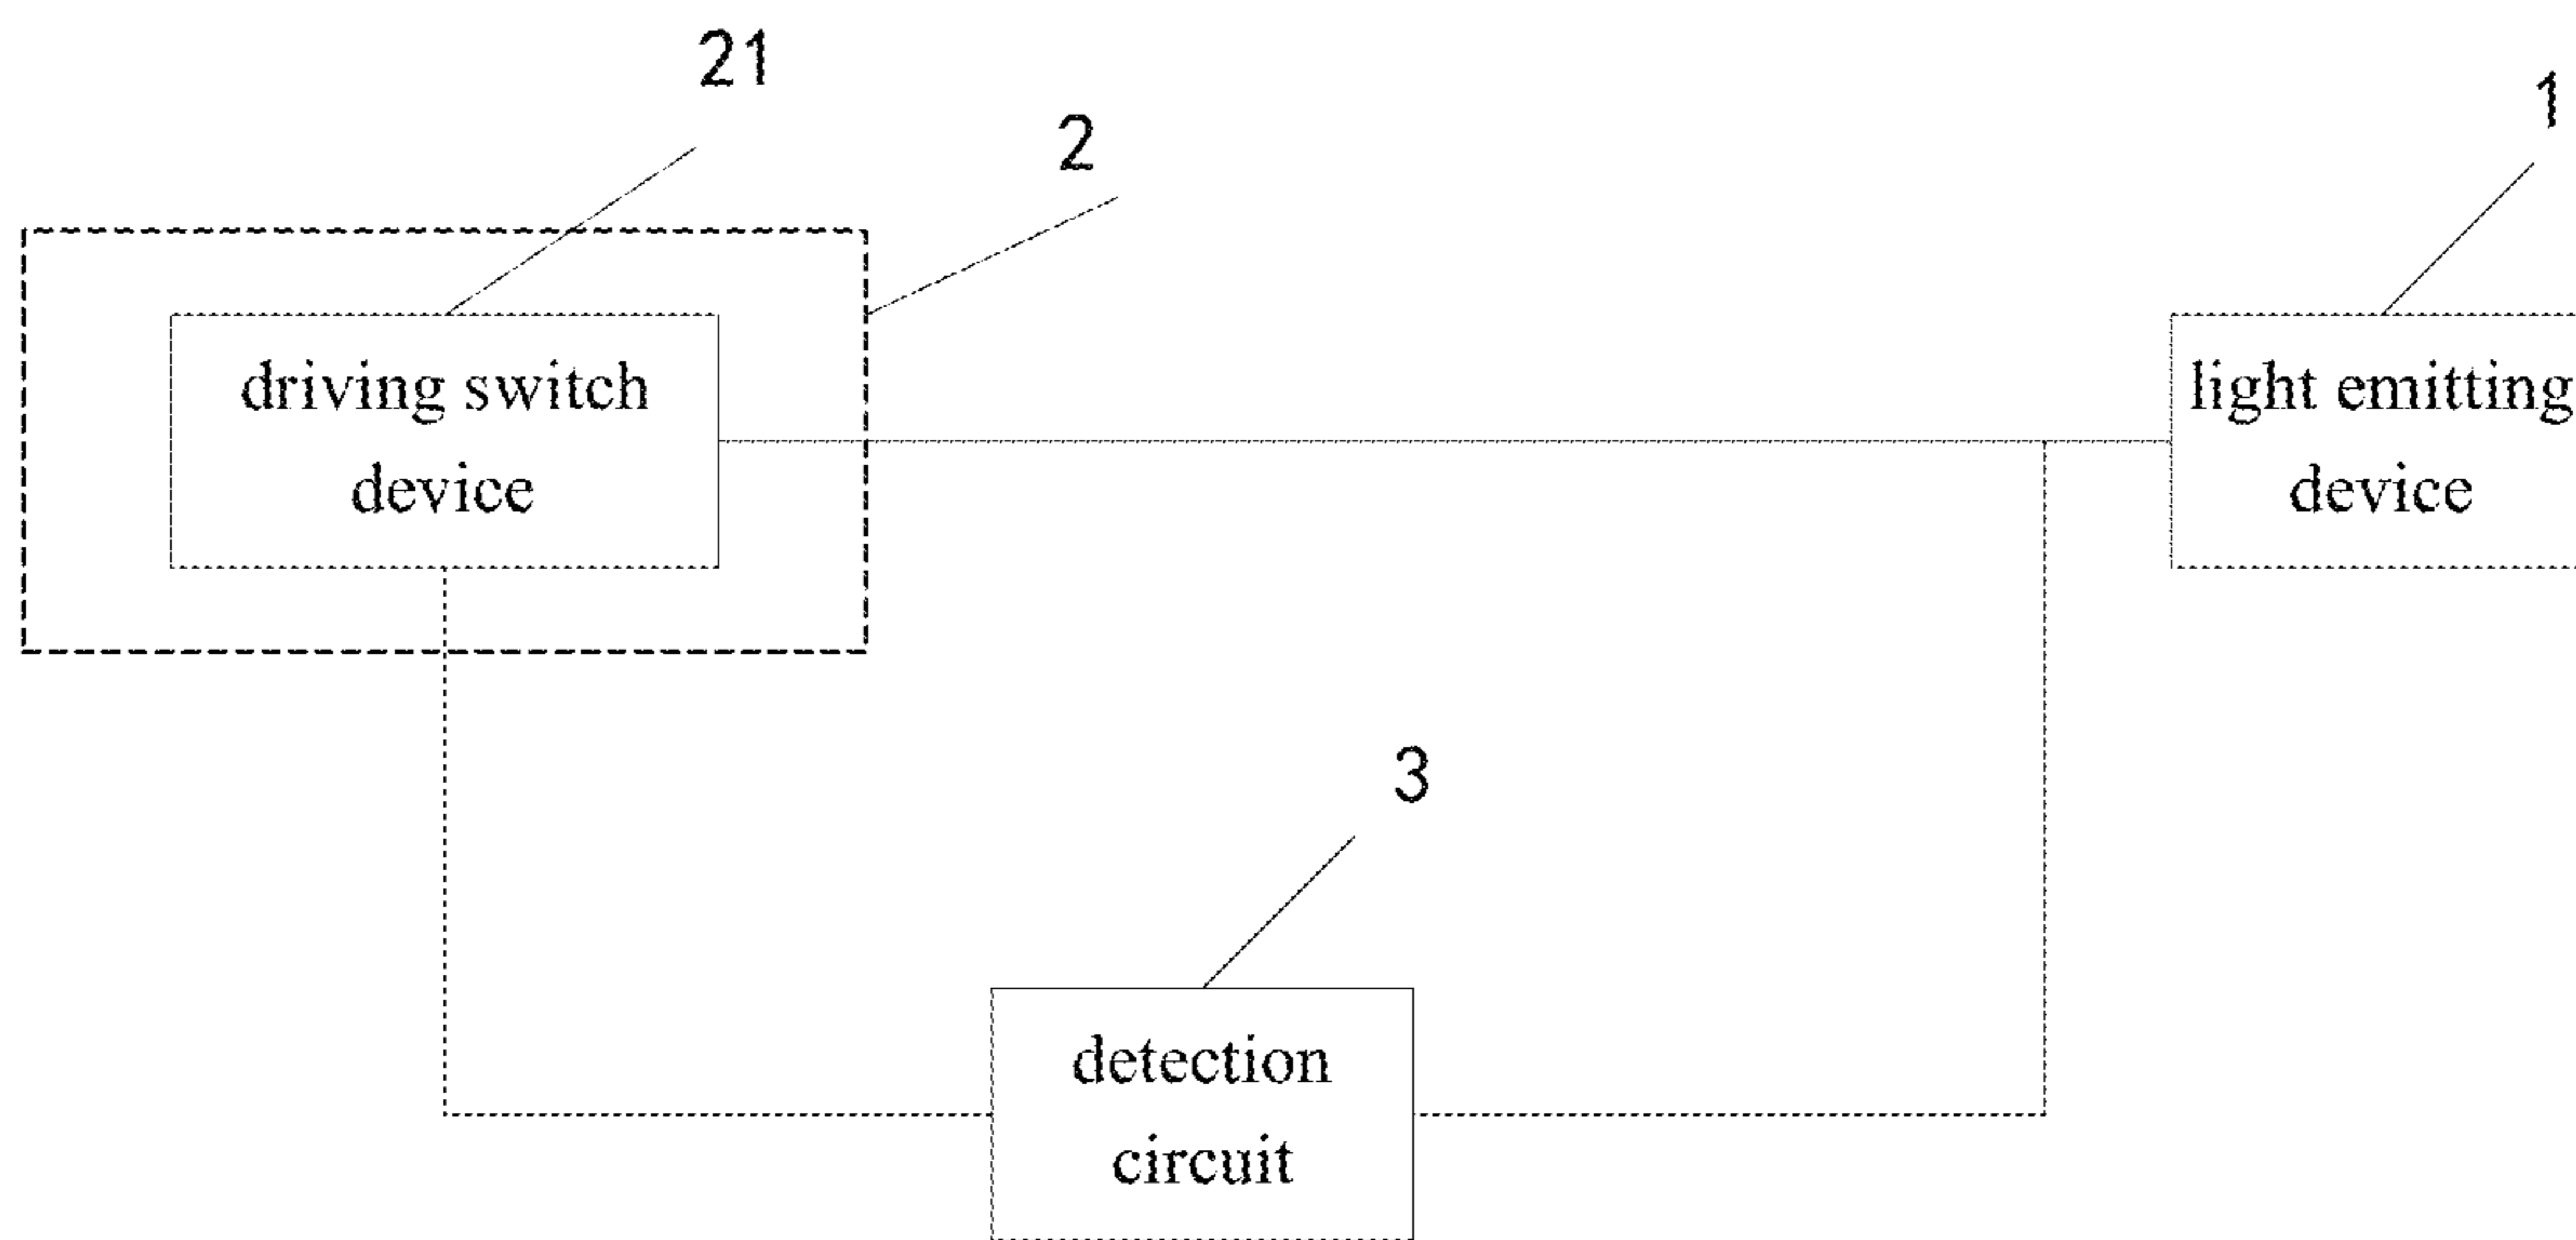 21
2
1
driving switch
device
light emitting
device
3
detection
circuit